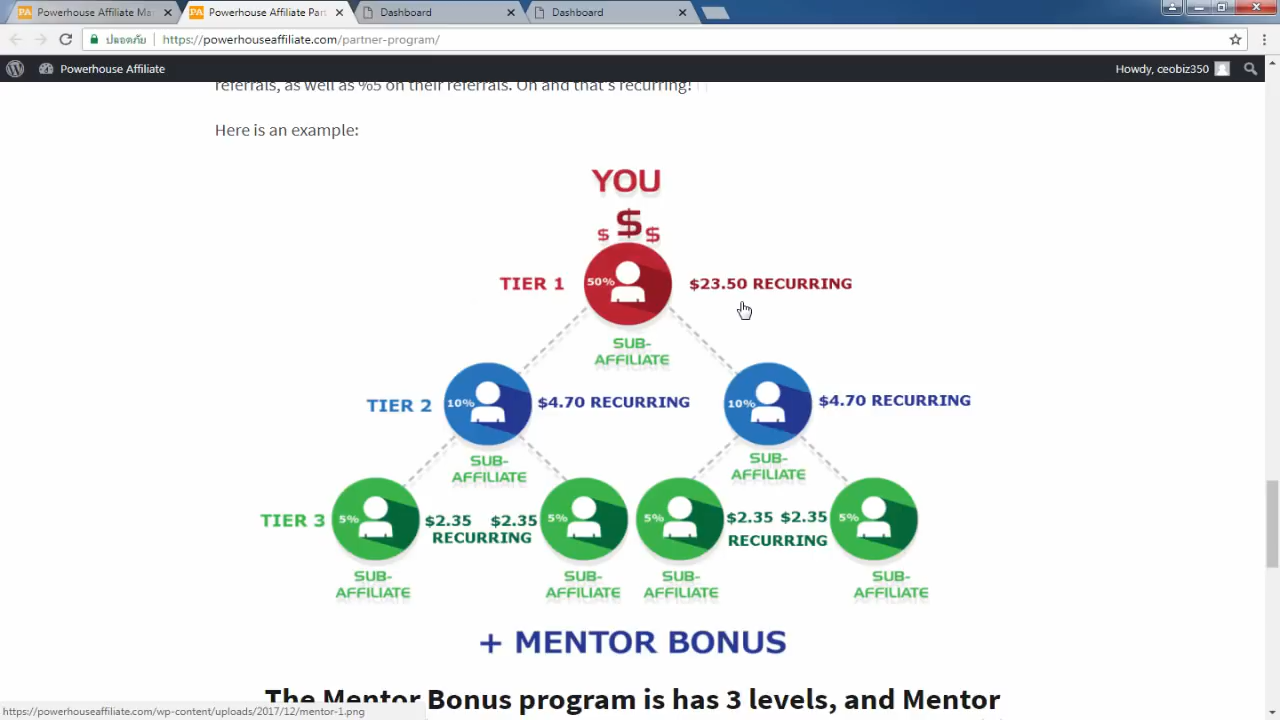 Powerhouse Affiliate Ma
Powerhouse Affiliate Par
Dashboard
Dashboard
ปลอดภัย
https://powerhouseaffiliate.com/partner-program/
Powerhouse Affiliate
Howdy, ceobiz350
referrals, as well as %5 on their referrals. Oh and that's recurring!
Here is an example:
YOU
$ $ $
TIER 1 50% $23.50 RECURRING
SUB-
AFFILIATE
TIER 2 10% $4.70 RECURRING 10% $4.70 RECURRING
SUB- SUB-
AFFILIATE AFFILIATE
TIER 3 5% $2.35 $2.35 5% 5% $2.35 $2.35 5%
RECURRING RECURRING
SUB- SUB- SUB- SUB-
AFFILIATE AFFILIATE AFFILIATE AFFILIATE
+ MENTOR BONUS
The Mentor Bonus program is has 3 levels, and Mentor
https://powerhouseaffiliate.com/wp-content/uploads/2017/12/mentor-1.png